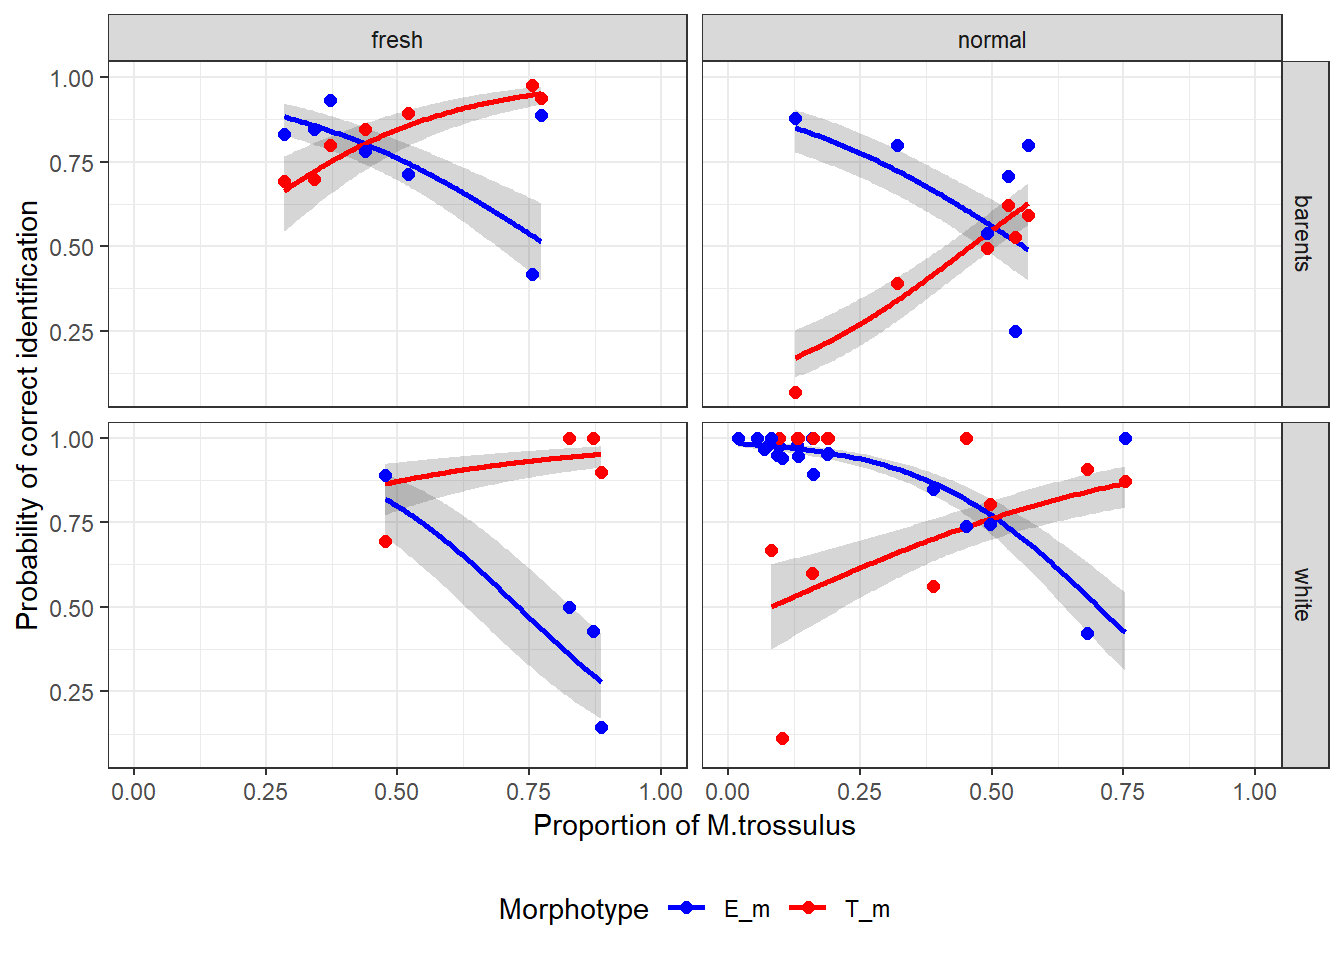 fresh
normal
1.00
0.75
0.50
0.25
barents
1.00
0.75
0.50
0.25
white
Probability of correct identification
0.00 0.25 0.50 0.75 1.00
0.00 0.25 0.50 0.75 1.00
Proportion of M.trossulus
Morphotype E_m T_m